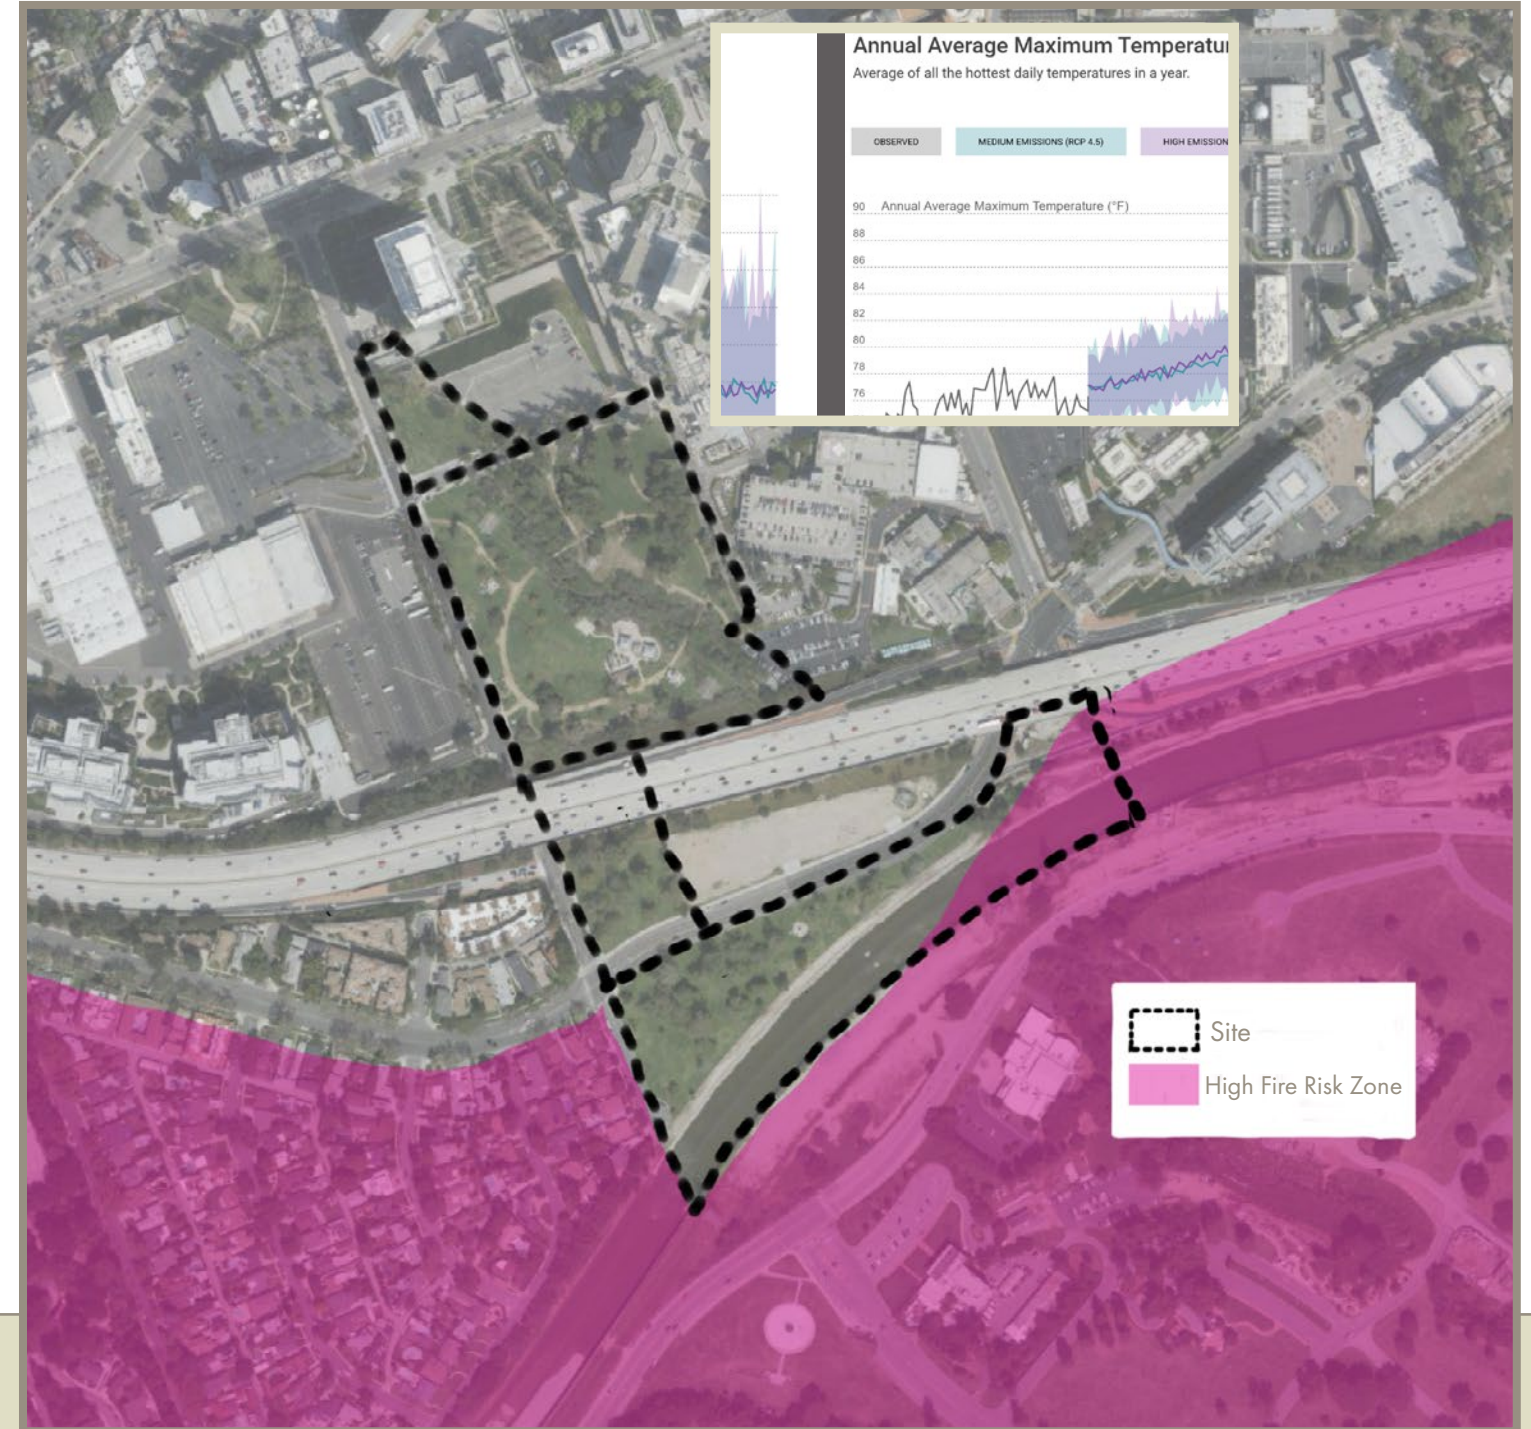 Annual Average Maximum Temperatu
Average of all the hottest daily temperatures in a year.
OBSERVED
MEDIUM EMISSIONS (RCP 4.5)
HIGH EMISSION
90 Annual Average Maximum Temperature (°F)
88
86
84
82
80
78
76
Site
High Fire Risk Zone